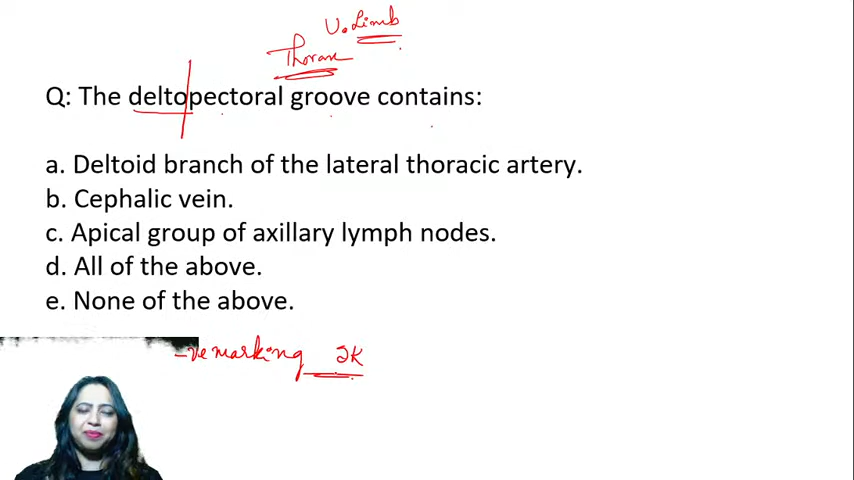 U. Limb
Thorax
Q: The deltopectoral groove contains:
a. Deltoid branch of the lateral thoracic artery.
b. Cephalic vein.
c. Apical group of axillary lymph nodes.
d. All of the above.
e. None of the above.
-ve marking 2K